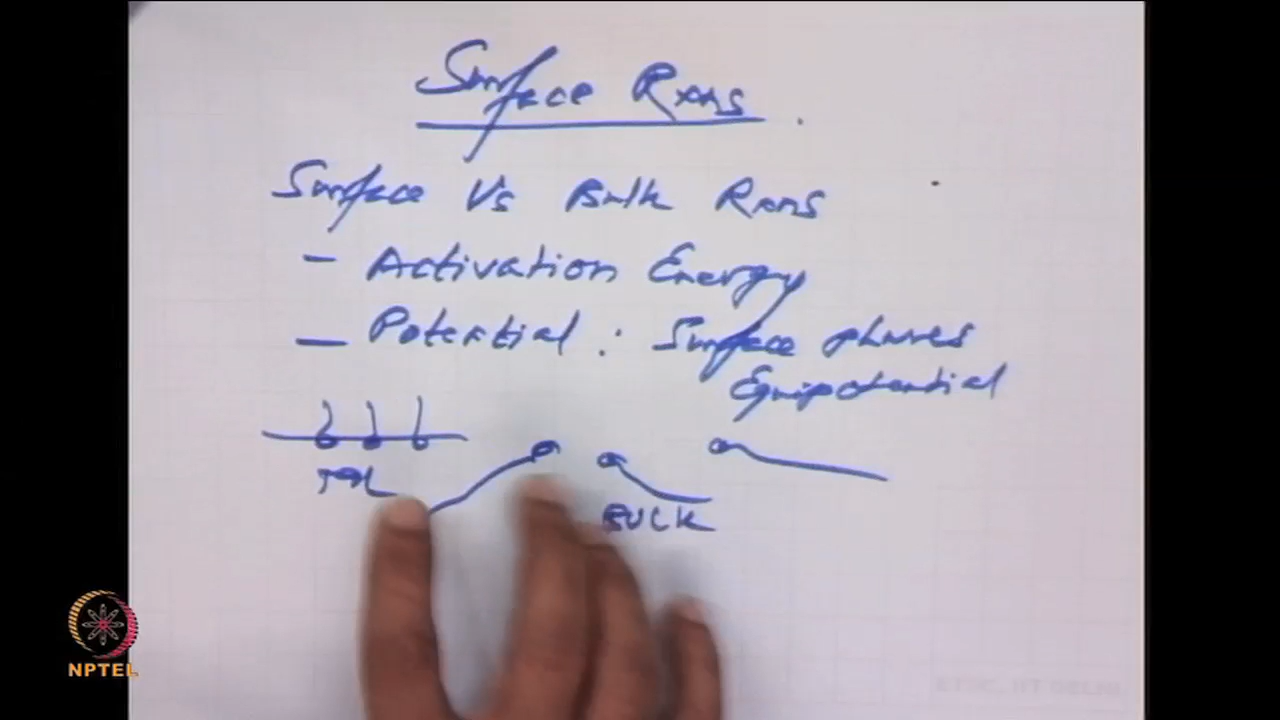 Surface Rxns
Surface Vs Bulk Rxns
- Activation Energy
- Potential : Surface phases
Equipotential
BULK
NPTEL